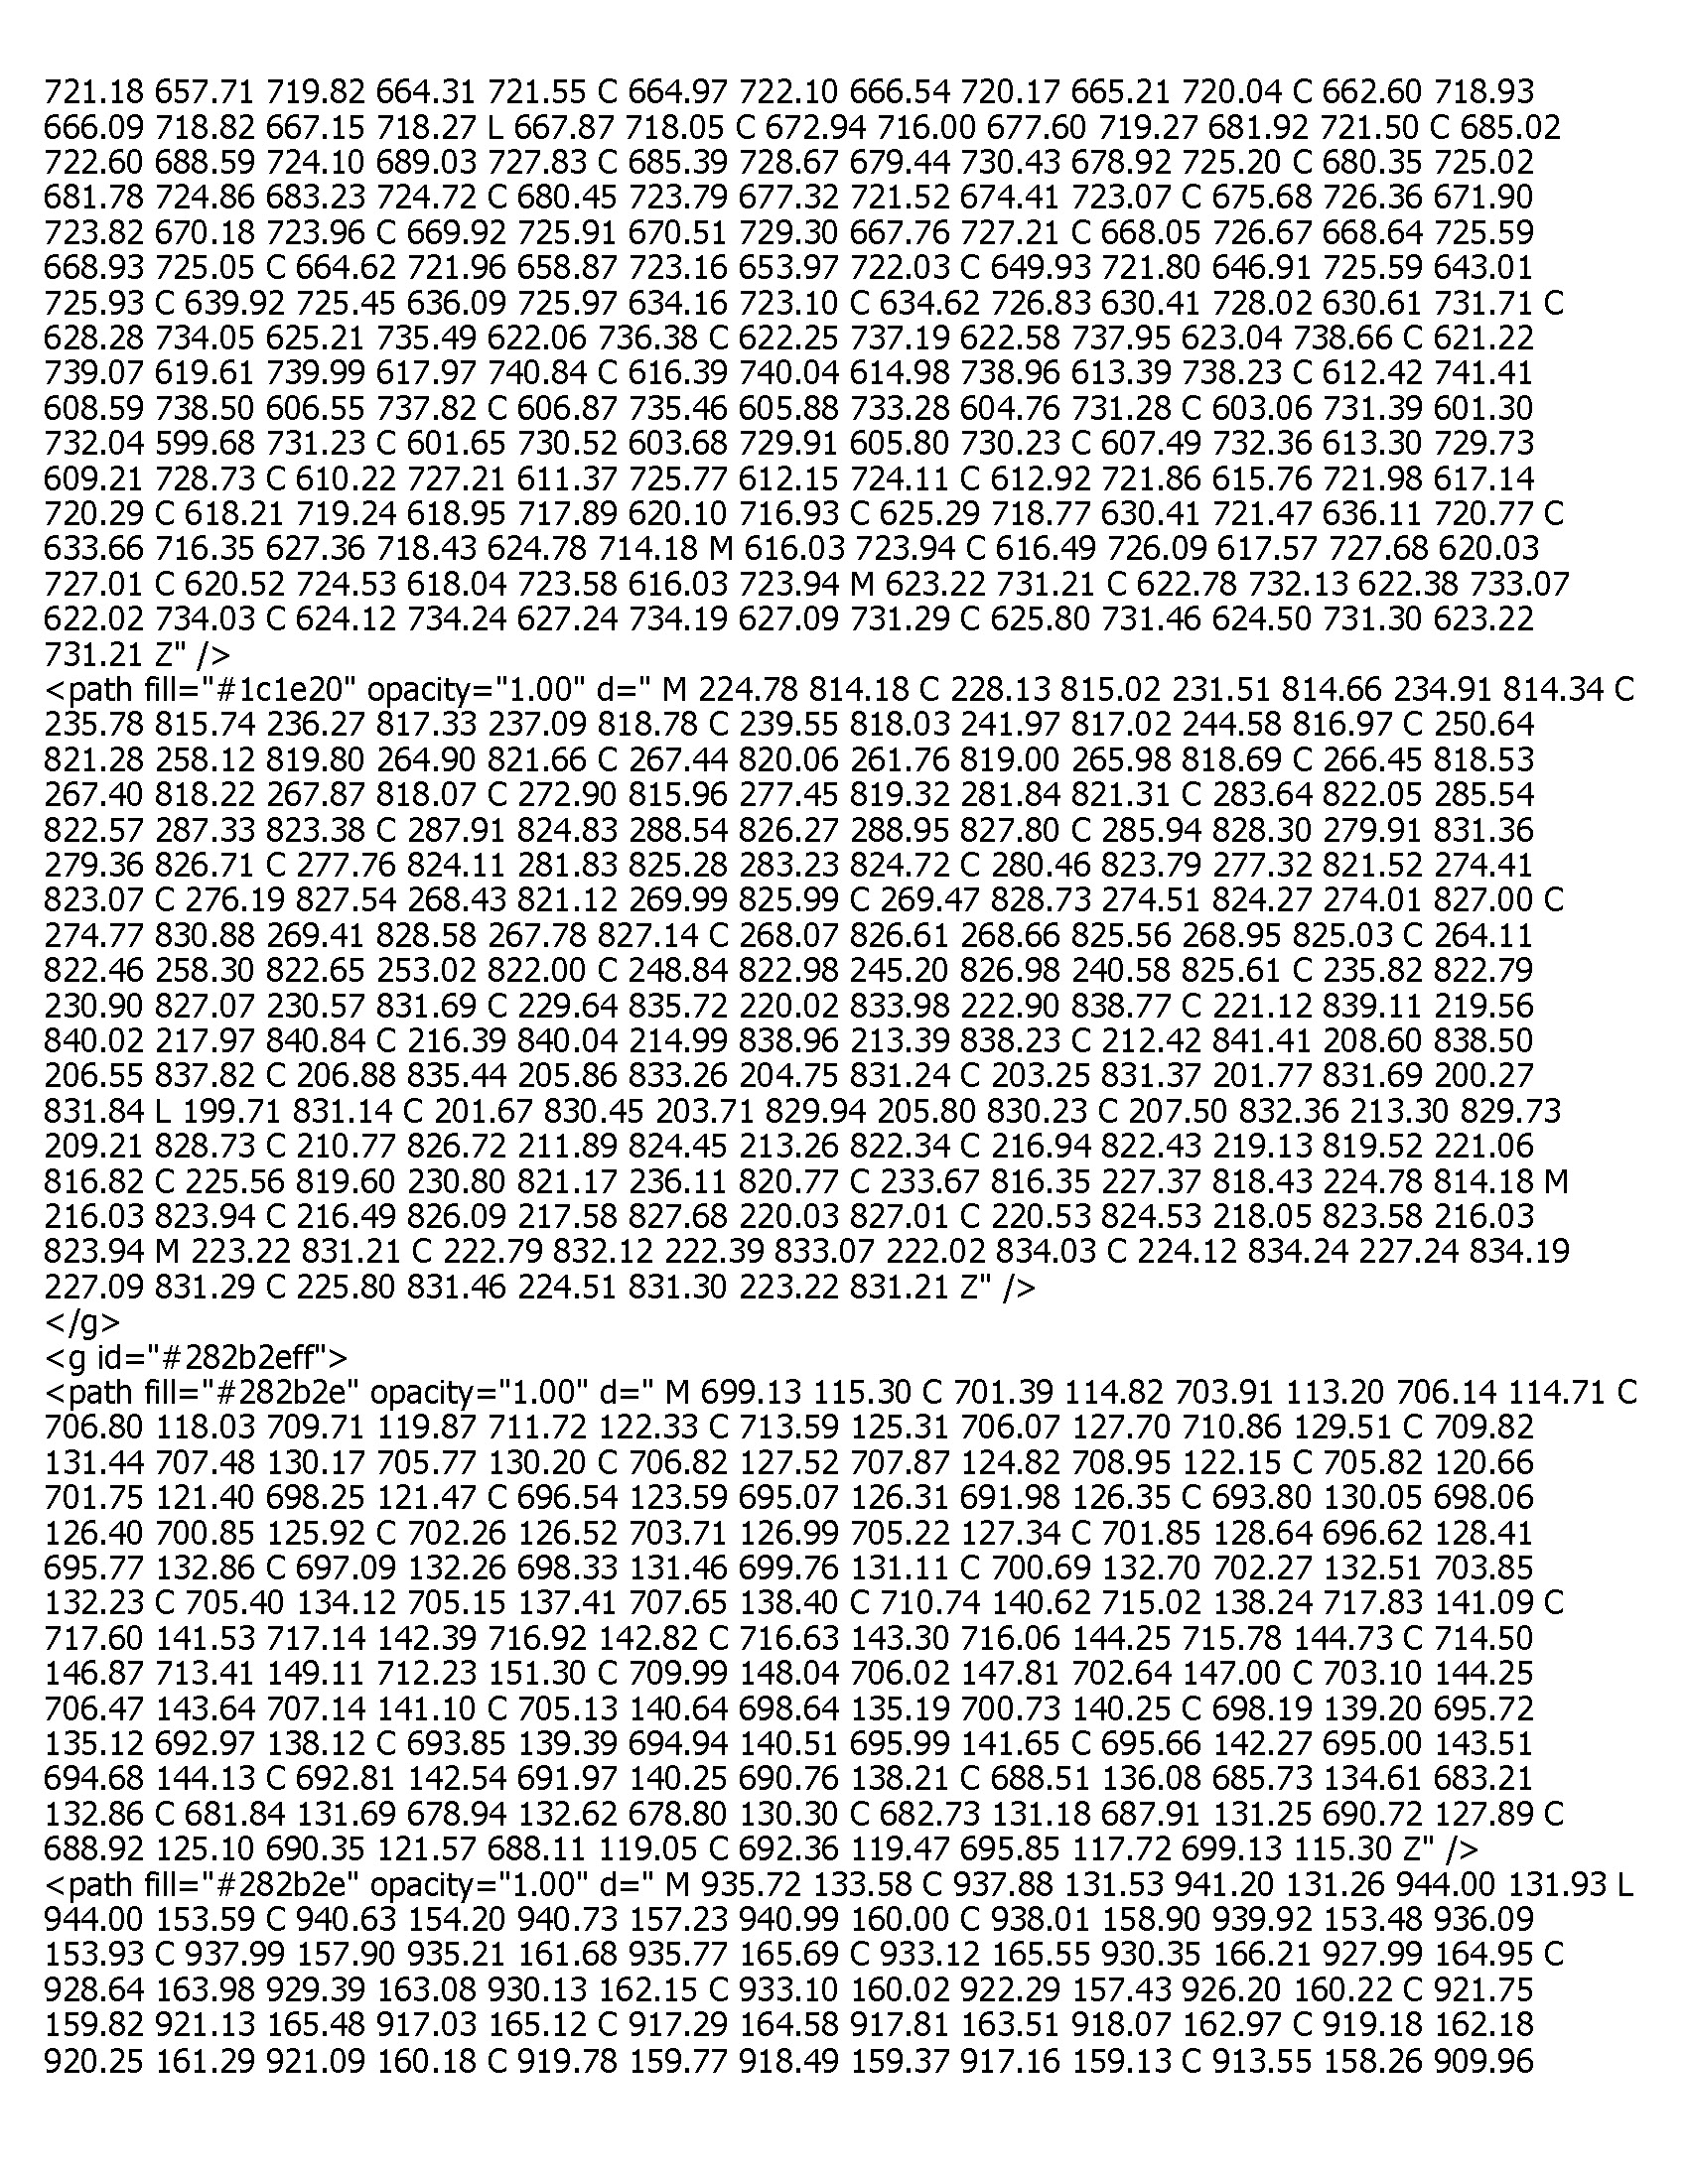 721.18 657.71 719.82 664.31 721.55 C 664.97 722.10 666.54 720.17 665.21 720.04 C 662.60 718.93
666.09 718.82 667.15 718.27 L 667.87 718.05 C 672.94 716.00 677.60 719.27 681.92 721.50 C 685.02
722.60 688.59 724.10 689.03 727.83 C 685.39 728.67 679.44 730.43 678.92 725.20 C 680.35 725.02
681.78 724.86 683.23 724.72 C 680.45 723.79 677.32 721.52 674.41 723.07 C 675.68 726.36 671.90
723.82 670.18 723.96 C 669.92 725.91 670.51 729.30 667.76 727.21 C 668.05 726.67 668.64 725.59
668.93 725.05 C 664.62 721.96 658.87 723.16 653.97 722.03 C 649.93 721.80 646.91 725.59 643.01
725.93 C 639.92 725.45 636.09 725.97 634.16 723.10 C 634.62 726.83 630.41 728.02 630.61 731.71 C
628.28 734.05 625.21 735.49 622.06 736.38 C 622.25 737.19 622.58 737.95 623.04 738.66 C 621.22
739.07 619.61 739.99 617.97 740.84 C 616.39 740.04 614.98 738.96 613.39 738.23 C 612.42 741.41
608.59 738.50 606.55 737.82 C 606.87 735.46 605.88 733.28 604.76 731.28 C 603.06 731.39 601.30
732.04 599.68 731.23 C 601.65 730.52 603.68 729.91 605.80 730.23 C 607.49 732.36 613.30 729.73
609.21 728.73 C 610.22 727.21 611.37 725.77 612.15 724.11 C 612.92 721.86 615.76 721.98 617.14
720.29 C 618.21 719.24 618.95 717.89 620.10 716.93 C 625.29 718.77 630.41 721.47 636.11 720.77 C
633.66 716.35 627.36 718.43 624.78 714.18 M 616.03 723.94 C 616.49 726.09 617.57 727.68 620.03
727.01 C 620.52 724.53 618.04 723.58 616.03 723.94 M 623.22 731.21 C 622.78 732.13 622.38 733.07
622.02 734.03 C 624.12 734.24 627.24 734.19 627.09 731.29 C 625.80 731.46 624.50 731.30 623.22
731.21 Z" />
<path fill="#1c1e20" opacity="1.00" d=" M 224.78 814.18 C 228.13 815.02 231.51 814.66 234.91 814.34 C
235.78 815.74 236.27 817.33 237.09 818.78 C 239.55 818.03 241.97 817.02 244.58 816.97 C 250.64
821.28 258.12 819.80 264.90 821.66 C 267.44 820.06 261.76 819.00 265.98 818.69 C 266.45 818.53
267.40 818.22 267.87 818.07 C 272.90 815.96 277.45 819.32 281.84 821.31 C 283.64 822.05 285.54
822.57 287.33 823.38 C 287.91 824.83 288.54 826.27 288.95 827.80 C 285.94 828.30 279.91 831.36
279.36 826.71 C 277.76 824.11 281.83 825.28 283.23 824.72 C 280.46 823.79 277.32 821.52 274.41
823.07 C 276.19 827.54 268.43 821.12 269.99 825.99 C 269.47 828.73 274.51 824.27 274.01 827.00 C
274.77 830.88 269.41 828.58 267.78 827.14 C 268.07 826.61 268.66 825.56 268.95 825.03 C 264.11
822.46 258.30 822.65 253.02 822.00 C 248.84 822.98 245.20 826.98 240.58 825.61 C 235.82 822.79
230.90 827.07 230.57 831.69 C 229.64 835.72 220.02 833.98 222.90 838.77 C 221.12 839.11 219.56
840.02 217.97 840.84 C 216.39 840.04 214.99 838.96 213.39 838.23 C 212.42 841.41 208.60 838.50
206.55 837.82 C 206.88 835.44 205.86 833.26 204.75 831.24 C 203.25 831.37 201.77 831.69 200.27
831.84 L 199.71 831.14 C 201.67 830.45 203.71 829.94 205.80 830.23 C 207.50 832.36 213.30 829.73
209.21 828.73 C 210.77 826.72 211.89 824.45 213.26 822.34 C 216.94 822.43 219.13 819.52 221.06
816.82 C 225.56 819.60 230.80 821.17 236.11 820.77 C 233.67 816.35 227.37 818.43 224.78 814.18 M
216.03 823.94 C 216.49 826.09 217.58 827.68 220.03 827.01 C 220.53 824.53 218.05 823.58 216.03
823.94 M 223.22 831.21 C 222.79 832.12 222.39 833.07 222.02 834.03 C 224.12 834.24 227.24 834.19
227.09 831.29 C 225.80 831.46 224.51 831.30 223.22 831.21 Z" />
</g>
<g id="#282b2eff">
<path fill="#282b2e" opacity="1.00" d=" M 699.13 115.30 C 701.39 114.82 703.91 113.20 706.14 114.71 C
706.80 118.03 709.71 119.87 711.72 122.33 C 713.59 125.31 706.07 127.70 710.86 129.51 C 709.82
131.44 707.48 130.17 705.77 130.20 C 706.82 127.52 707.87 124.82 708.95 122.15 C 705.82 120.66
701.75 121.40 698.25 121.47 C 696.54 123.59 695.07 126.31 691.98 126.35 C 693.80 130.05 698.06
126.40 700.85 125.92 C 702.26 126.52 703.71 126.99 705.22 127.34 C 701.85 128.64 696.62 128.41
695.77 132.86 C 697.09 132.26 698.33 131.46 699.76 131.11 C 700.69 132.70 702.27 132.51 703.85
132.23 C 705.40 134.12 705.15 137.41 707.65 138.40 C 710.74 140.62 715.02 138.24 717.83 141.09 C
717.60 141.53 717.14 142.39 716.92 142.82 C 716.63 143.30 716.06 144.25 715.78 144.73 C 714.50
146.87 713.41 149.11 712.23 151.30 C 709.99 148.04 706.02 147.81 702.64 147.00 C 703.10 144.25
706.47 143.64 707.14 141.10 C 705.13 140.64 698.64 135.19 700.73 140.25 C 698.19 139.20 695.72
135.12 692.97 138.12 C 693.85 139.39 694.94 140.51 695.99 141.65 C 695.66 142.27 695.00 143.51
694.68 144.13 C 692.81 142.54 691.97 140.25 690.76 138.21 C 688.51 136.08 685.73 134.61 683.21
132.86 C 681.84 131.69 678.94 132.62 678.80 130.30 C 682.73 131.18 687.91 131.25 690.72 127.89 C
688.92 125.10 690.35 121.57 688.11 119.05 C 692.36 119.47 695.85 117.72 699.13 115.30 Z" />
<path fill="#282b2e" opacity="1.00" d=" M 935.72 133.58 C 937.88 131.53 941.20 131.26 944.00 131.93 L
944.00 153.59 C 940.63 154.20 940.73 157.23 940.99 160.00 C 938.01 158.90 939.92 153.48 936.09
153.93 C 937.99 157.90 935.21 161.68 935.77 165.69 C 933.12 165.55 930.35 166.21 927.99 164.95 C
928.64 163.98 929.39 163.08 930.13 162.15 C 933.10 160.02 922.29 157.43 926.20 160.22 C 921.75
159.82 921.13 165.48 917.03 165.12 C 917.29 164.58 917.81 163.51 918.07 162.97 C 919.18 162.18
920.25 161.29 921.09 160.18 C 919.78 159.77 918.49 159.37 917.16 159.13 C 913.55 158.26 909.96